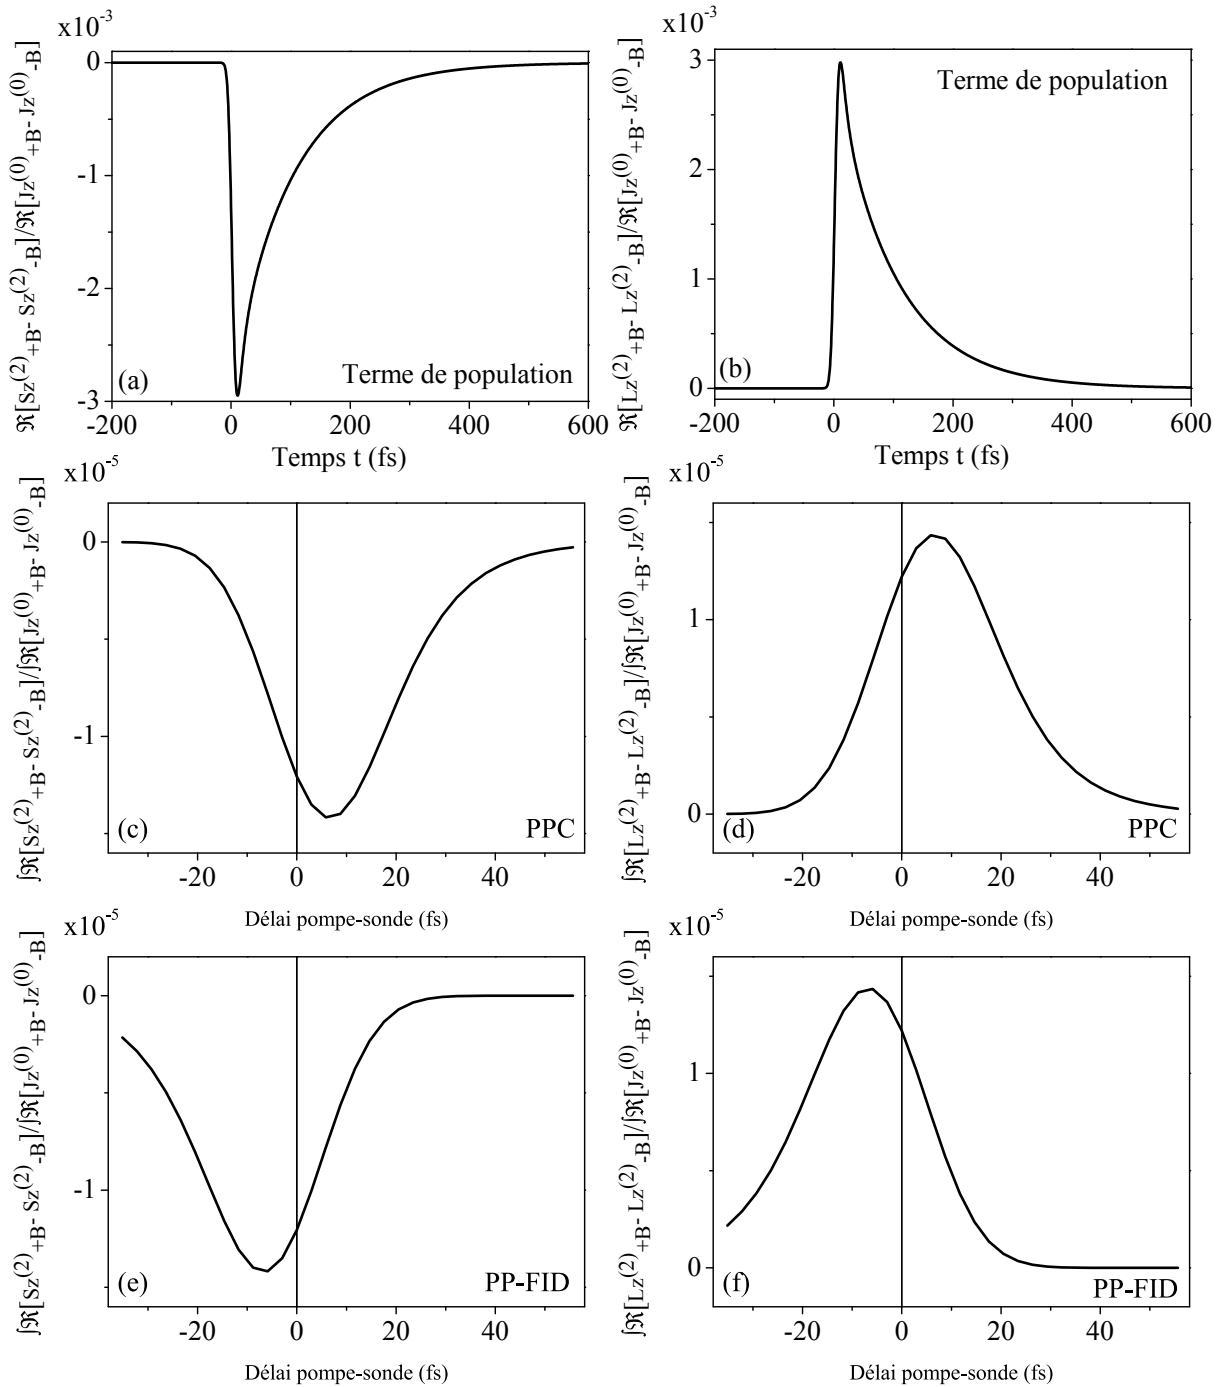 x10-3
ℜ[Sz(2)+B- Sz(2)-B]/ℜ[Jz(0)+B- Jz(0)-B]
0
-1
-2
-3
-200
0
200
400
600
(a)
Terme de population
Temps t (fs)
x10-3
ℜ[Lz(2)+B- Lz(2)-B]/ℜ[Jz(0)+B- Jz(0)-B]
3
2
1
0
-200
0
200
400
600
(b)
Terme de population
Temps t (fs)
x10-5
∫ℜ[Sz(2)+B- Sz(2)-B]/∫ℜ[Jz(0)+B- Jz(0)-B]
0
-1
-20
0
20
40
(c)
PPC
Délai pompe-sonde (fs)
x10-5
∫ℜ[Lz(2)+B- Lz(2)-B]/∫ℜ[Jz(0)+B- Jz(0)-B]
1
0
-20
0
20
40
(d)
PPC
Délai pompe-sonde (fs)
x10-5
∫ℜ[Sz(2)+B- Sz(2)-B]/∫ℜ[Jz(0)+B- Jz(0)-B]
0
-1
-20
0
20
40
(e)
PP-FID
Délai pompe-sonde (fs)
x10-5
∫ℜ[Lz(2)+B- Lz(2)-B]/∫ℜ[Jz(0)+B- Jz(0)-B]
1
0
-20
0
20
40
(f)
PP-FID
Délai pompe-sonde (fs)